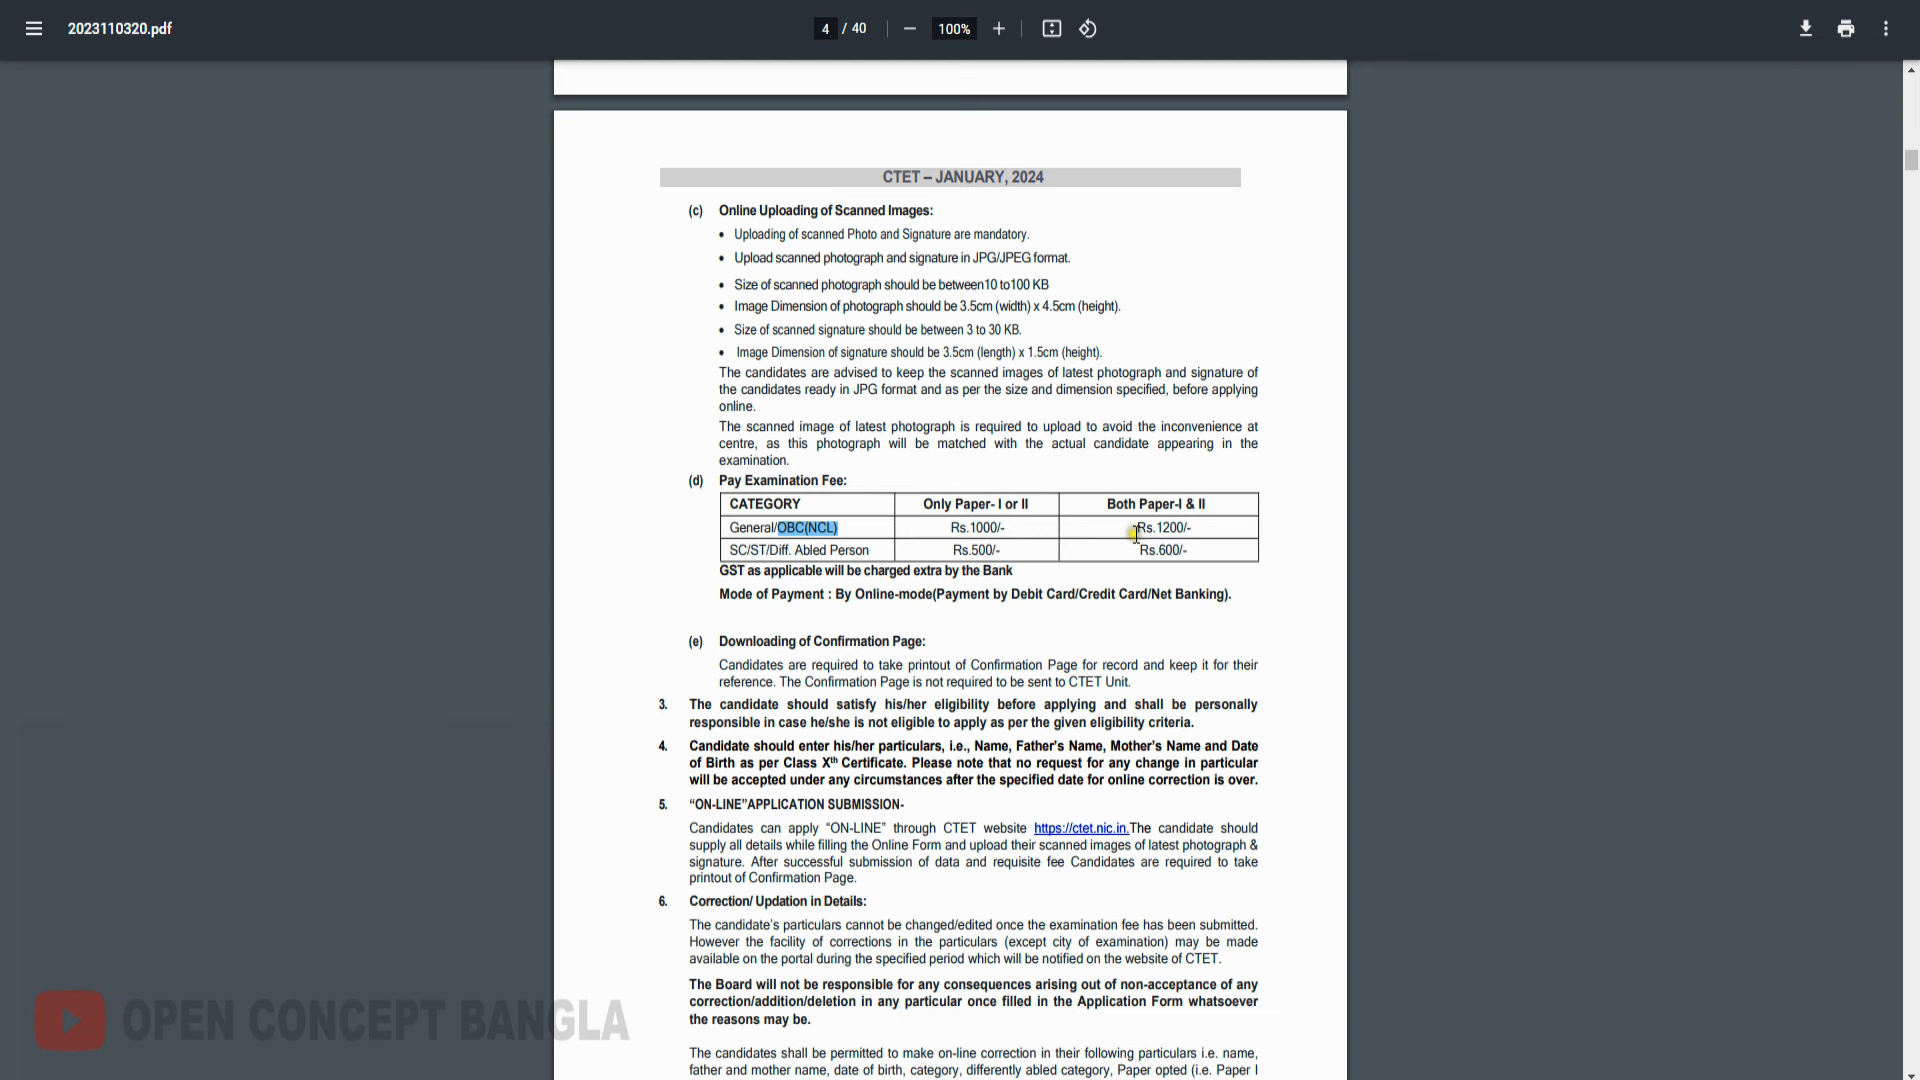 2023110320.pdf
4 / 40
100%
CTET – JANUARY, 2024
(c) Online Uploading of Scanned Images:
• Uploading of scanned Photo and Signature are mandatory.
• Upload scanned photograph and signature in JPG/JPEG format.
• Size of scanned photograph should be between10 to100 KB
• Image Dimension of photograph should be 3.5cm (width) x 4.5cm (height).
• Size of scanned signature should be between 3 to 30 KB.
• Image Dimension of signature should be 3.5cm (length) x 1.5cm (height).
The candidates are advised to keep the scanned images of latest photograph and signature of
the candidates ready in JPG format and as per the size and dimension specified, before applying
online.
The scanned image of latest photograph is required to upload to avoid the inconvenience at
centre, as this photograph will be matched with the actual candidate appearing in the
examination.
(d) Pay Examination Fee:
CATEGORY Only Paper- I or II Both Paper-I & II
General/OBC(NCL) Rs.1000/- Rs.1200/-
SC/ST/Diff. Abled Person Rs.500/- Rs.600/-
GST as applicable will be charged extra by the Bank
Mode of Payment : By Online-mode(Payment by Debit Card/Credit Card/Net Banking).
(e) Downloading of Confirmation Page:
Candidates are required to take printout of Confirmation Page for record and keep it for their
reference. The Confirmation Page is not required to be sent to CTET Unit.
3. The candidate should satisfy his/her eligibility before applying and shall be personally
responsible in case he/she is not eligible to apply as per the given eligibility criteria.
4. Candidate should enter his/her particulars, i.e., Name, Father's Name, Mother's Name and Date
of Birth as per Class Xth Certificate. Please note that no request for any change in particular
will be accepted under any circumstances after the specified date for online correction is over.
5. “ON-LINE”APPLICATION SUBMISSION-
Candidates can apply “ON-LINE” through CTET website https://ctet.nic.in.The candidate should
supply all details while filling the Online Form and upload their scanned images of latest photograph &
signature. After successful submission of data and requisite fee Candidates are required to take
printout of Confirmation Page.
6. Correction/ Updation in Details:
The candidate's particulars cannot be changed/edited once the examination fee has been submitted.
However the facility of corrections in the particulars (except city of examination) may be made
available on the portal during the specified period which will be notified on the website of CTET.
The Board will not be responsible for any consequences arising out of non-acceptance of any
correction/addition/deletion in any particular once filled in the Application Form whatsoever
the reasons may be.
The candidates shall be permitted to make on-line correction in their following particulars i.e. name,
father and mother name, date of birth, category, differently abled category, Paper opted (i.e. Paper I
OPEN CONCEPT BANGLA